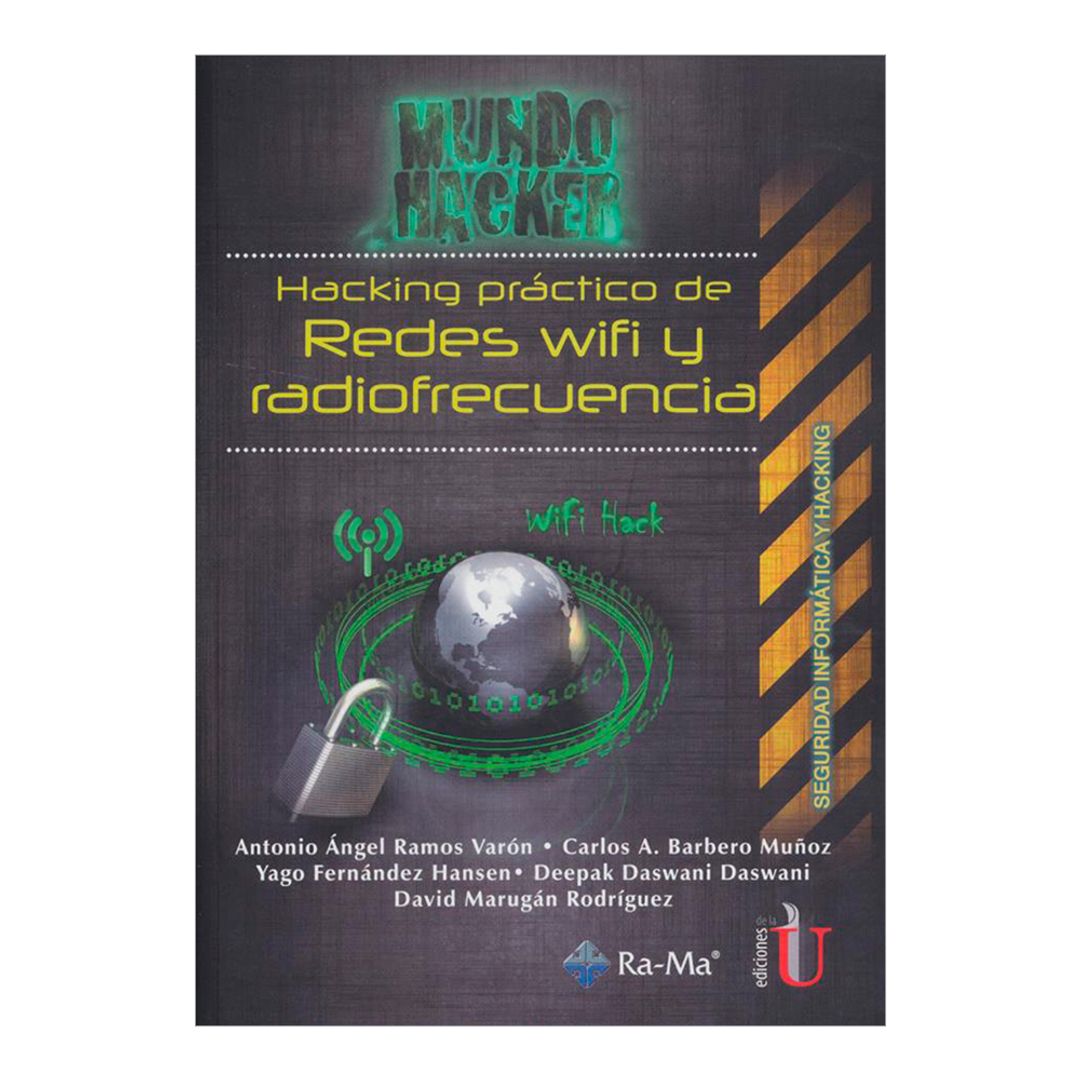 MUNDO
HACKER
Hacking práctico de
Redes wifi y
radiofrecuencia
WiFi Hack
1010101010
SEGURIDAD INFORMÁTICA Y HACKING
Antonio Ángel Ramos Varón • Carlos A. Barbero Muñoz
Yago Fernández Hansen • Deepak Daswani Daswani
David Marugán Rodríguez
Ra-Ma®
ediciones de la U